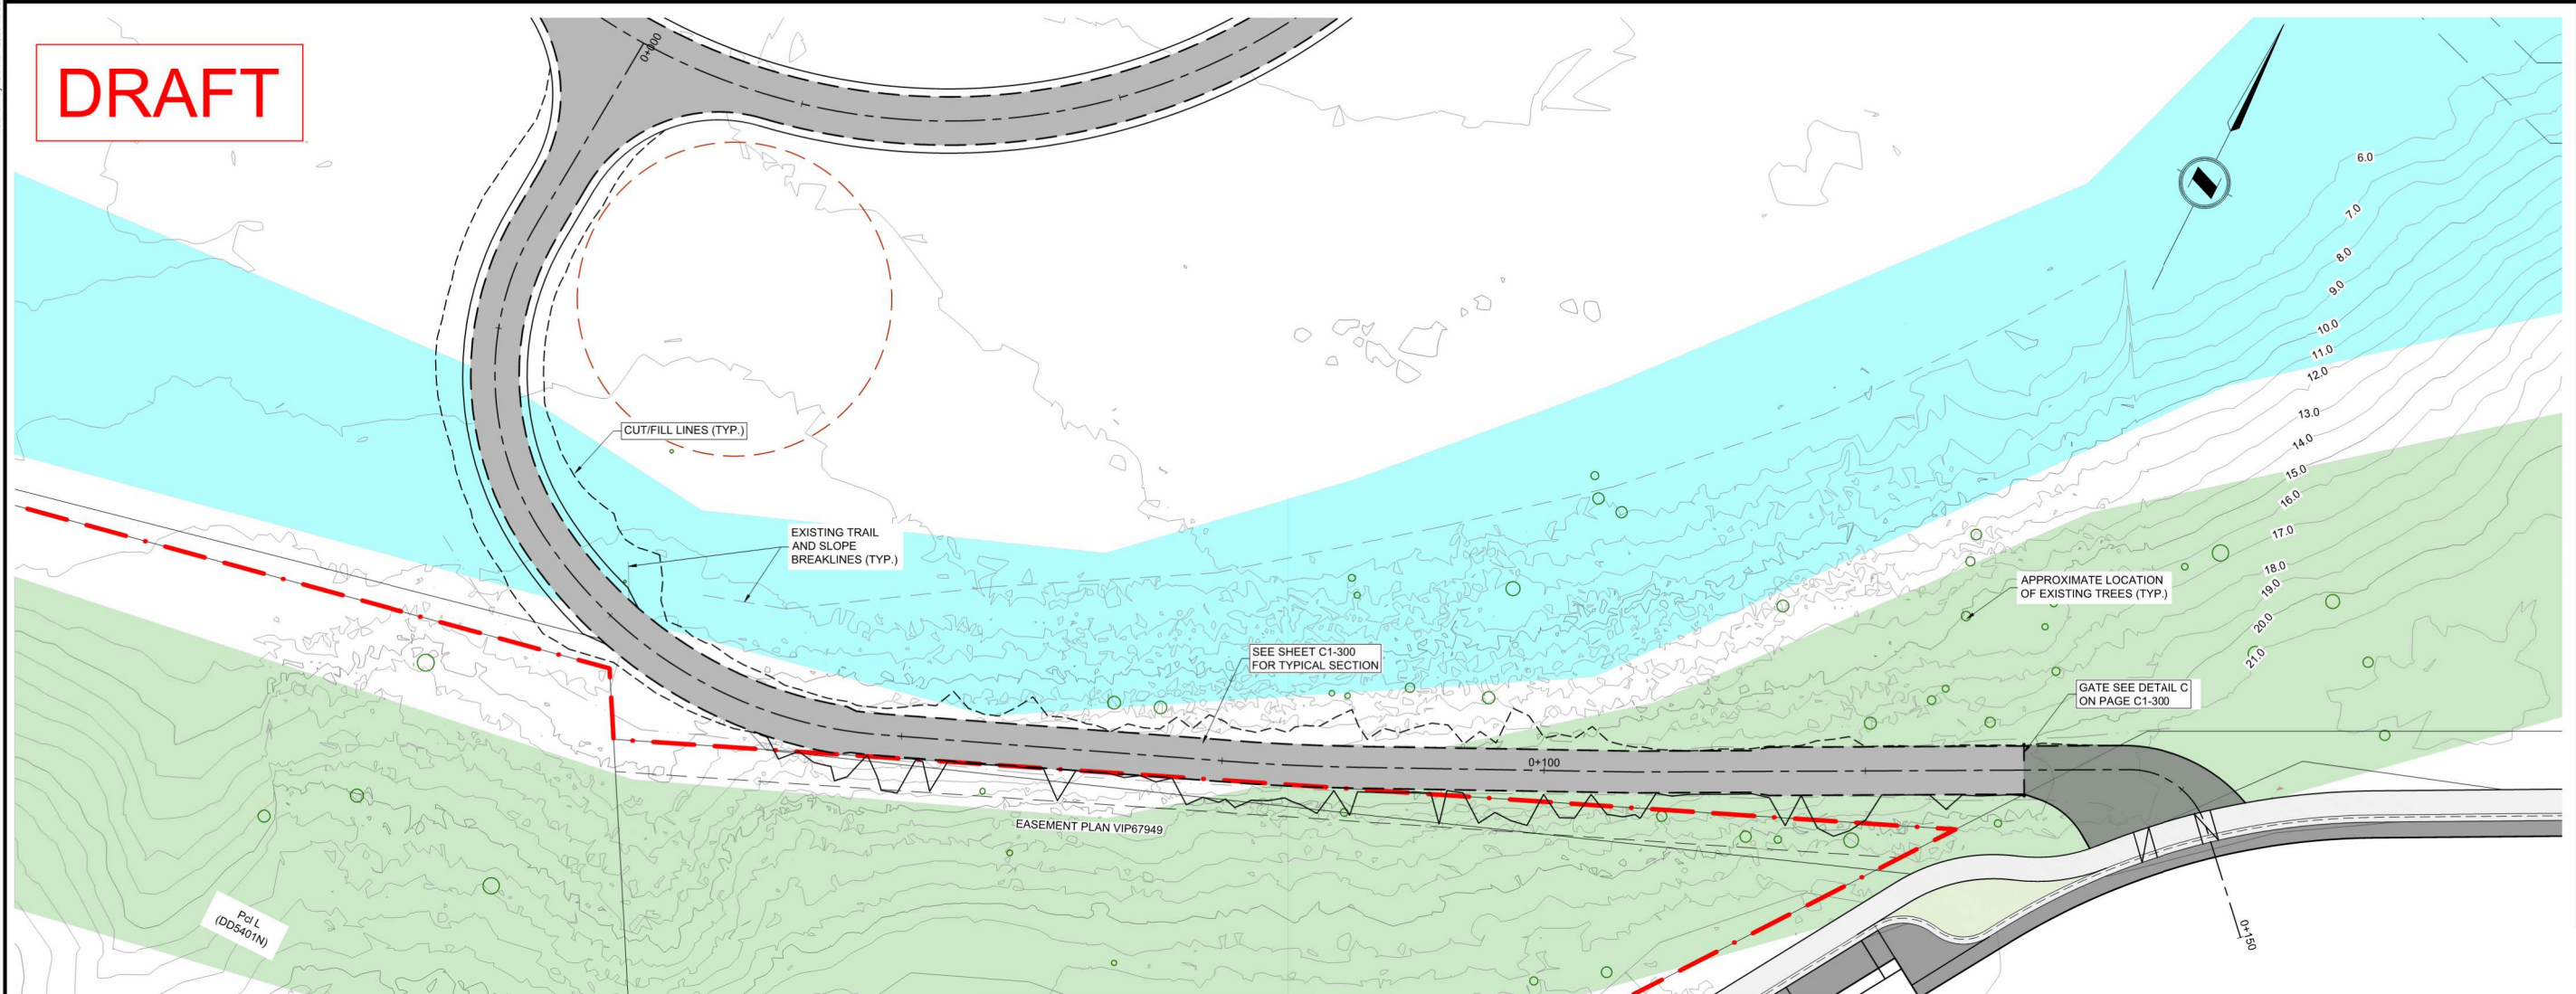 DRAFT
0+000
6.0
7.0
8.0
9.0
10.0
11.0
12.0
13.0
14.0
15.0
16.0
17.0
18.0
19.0
20.0
21.0
CUT/FILL LINES (TYP.)
EXISTING TRAIL
AND SLOPE
BREAKLINES (TYP.)
APPROXIMATE LOCATION
OF EXISTING TREES (TYP.)
SEE SHEET C1-300
FOR TYPICAL SECTION
GATE SEE DETAIL C
ON PAGE C1-300
0+100
EASEMENT PLAN VIP67949
Pcl L
(DD5401N)
0+150